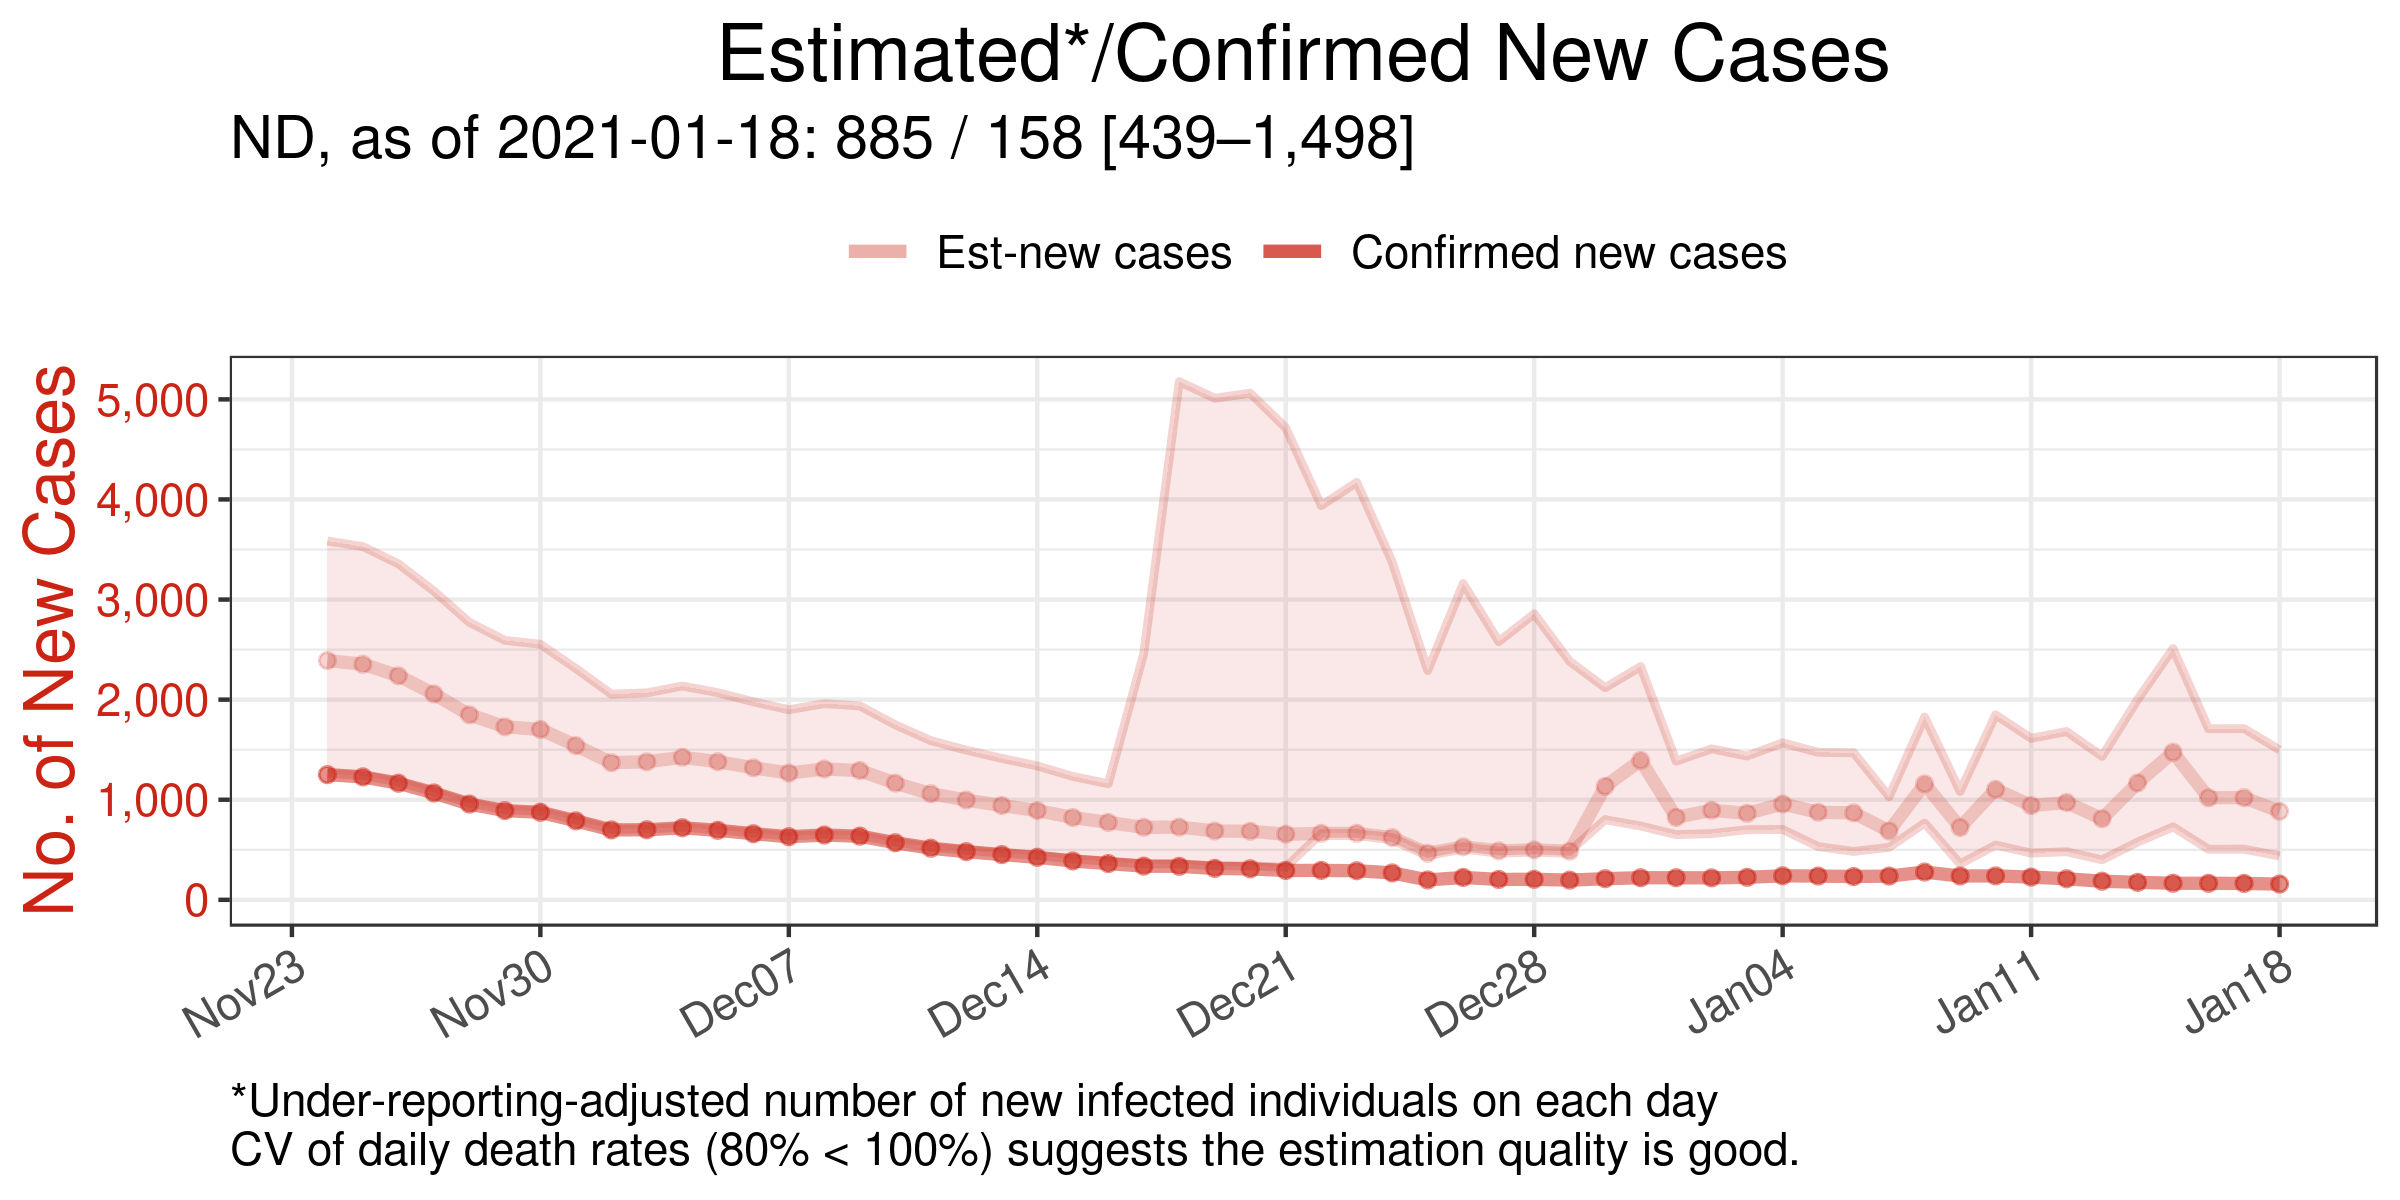 Estimated*/Confirmed New Cases
ND, as of 2021-01-18: 885 / 158 [439–1,498]
Est-new cases
Confirmed new cases
No. of New Cases
5,000
4,000
3,000
2,000
1,000
0
Nov23
Nov30
Dec07
Dec14
Dec21
Dec28
Jan04
Jan11
Jan18
*Under-reporting-adjusted number of new infected individuals on each day
CV of daily death rates (80% < 100%) suggests the estimation quality is good.